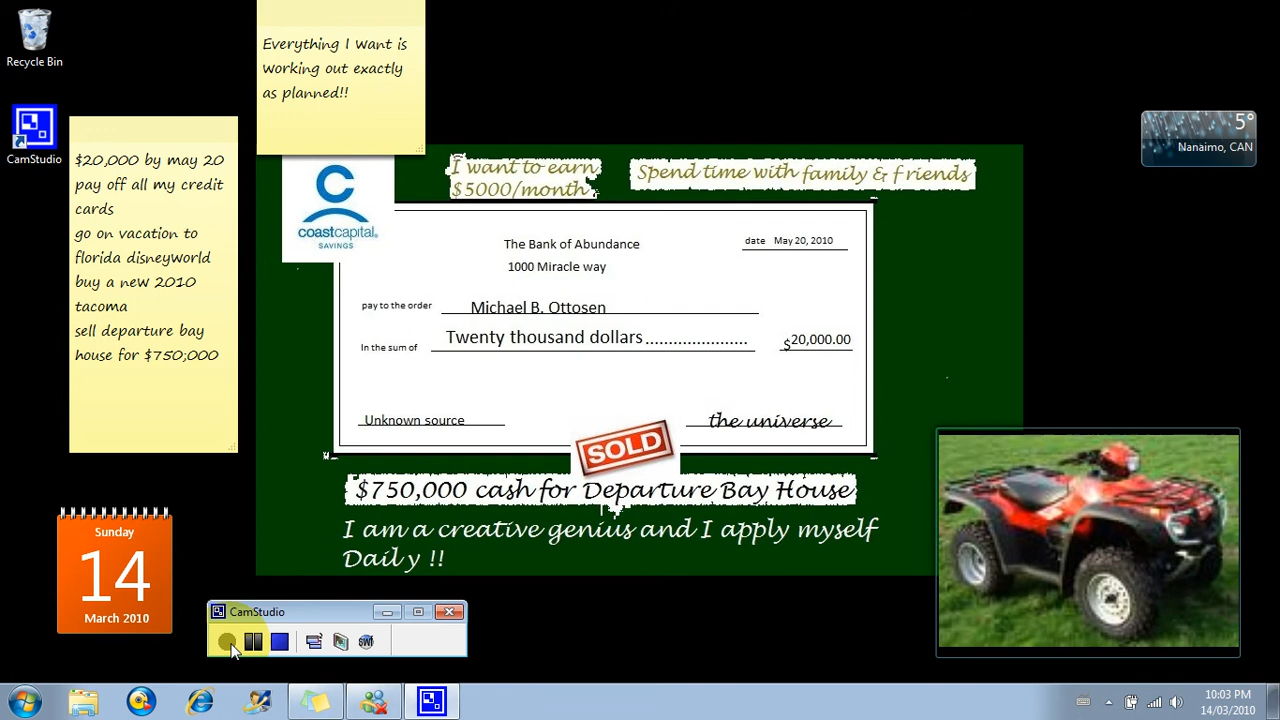 Recycle Bin
CamStudio
Everything I Want is
Working out exactly
as planned!!
$20,000 by may 20
pay off all my credit
cards
go on vacation to
florida disneyworld
buy a new 2010
tacoma
sell departure bay
house for $750,000
5°
Nanaimo, CAN
I want to earn
$5000/month
Spend time with family & friends
C
coastcapital
SAVINGS
The Bank of Abundance
1000 Miracle way
date May 20, 2010
pay to the order Michael B. Ottosen
In the sum of Twenty thousand dollars...................... $20,000.00
Unknown source
the universe
SOLD
$750,000 cash for Departure Bay House
I am a creative genius and I apply myself
Daily !!
Sunday
14
March 2010
CamStudio
SWF
10:03 PM
14/03/2010